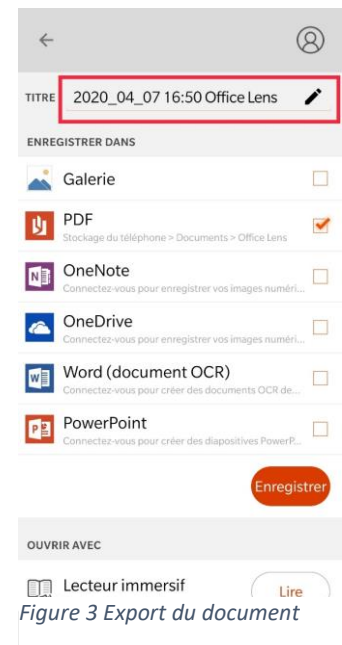 TITRE 2020_04_07 16:50 Office Lens
ENREGISTRER DANS
Galerie
PDF
Stockage du téléphone > Documents > Office Lens
OneNote
Connectez-vous pour enregistrer vos images numéri...
OneDrive
Connectez-vous pour enregistrer vos images numéri...
Word (document OCR)
Connectez-vous pour créer des documents OCR de...
PowerPoint
Connectez-vous pour créer des diapositives PowerP...
Enregistrer
OUVRIR AVEC
Lecteur immersif
Lire
Figure 3 Export du document